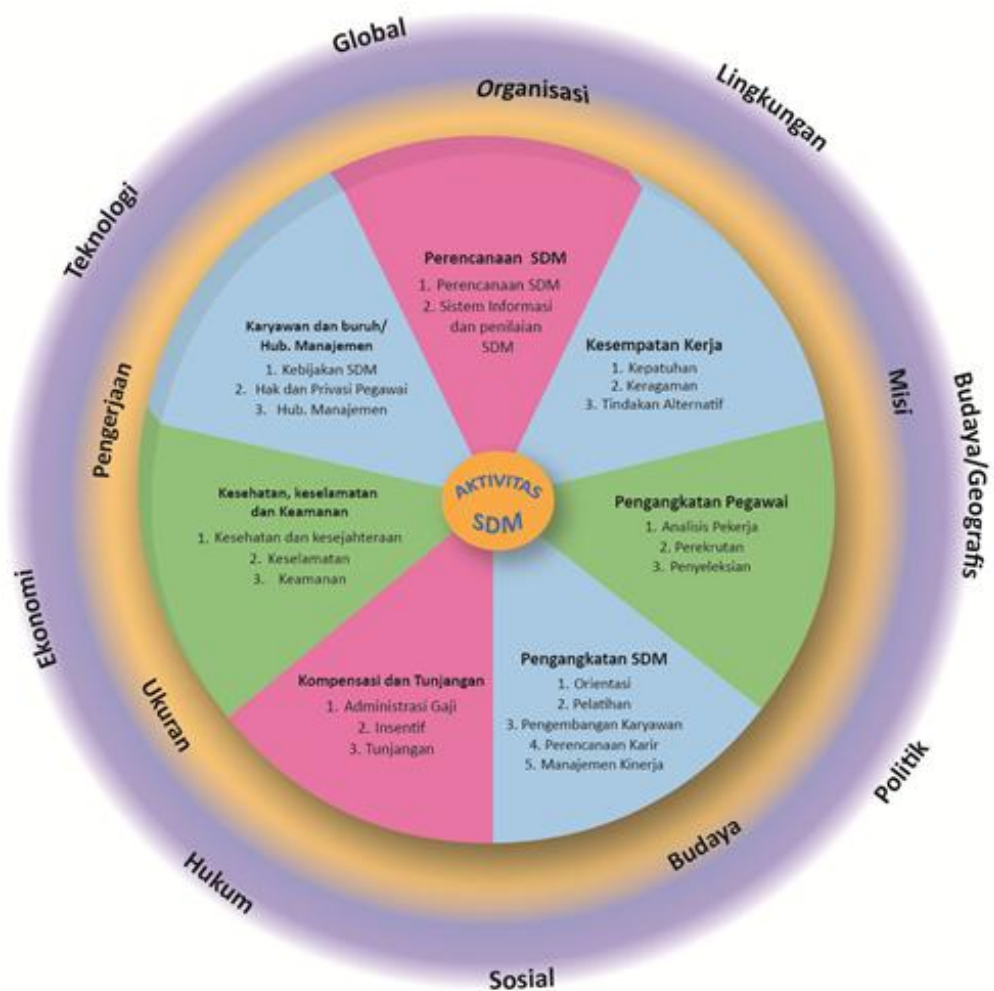 Global
Lingkungan
Organisasi
Teknologi
Perencanaan SDM
1. Perencanaan SDM
2. Sistem Informasi
dan penilaian
SDM
Karyawan dan buruh/
Hub. Manajemen
1. Kebijakan SDM
2. Hak dan Privasi Pegawai
3. Hub. Manajemen
Kesempatan Kerja
1. Kepatuhan
2. Keragaman
3. Tindakan Alternatif
Pengerjaan
Misi
Budaya/Geografis
AKTIVITAS
SDM
Kesehatan, keselamatan
dan Keamanan
1. Kesehatan dan kesejahteraan
2. Keselamatan
3. Keamanan
Pengangkatan Pegawai
1. Analisis Pekerja
2. Perekrutan
3. Penyeleksian
Ekonomi
Ukuran
Kompensasi dan Tunjangan
1. Administrasi Gaji
2. Insentif
3. Tunjangan
Pengangkatan SDM
1. Orientasi
2. Pelatihan
3. Pengembangan Karyawan
4. Perencanaan Karir
5. Manajemen Kinerja
Politik
Budaya
Hukum
Sosial